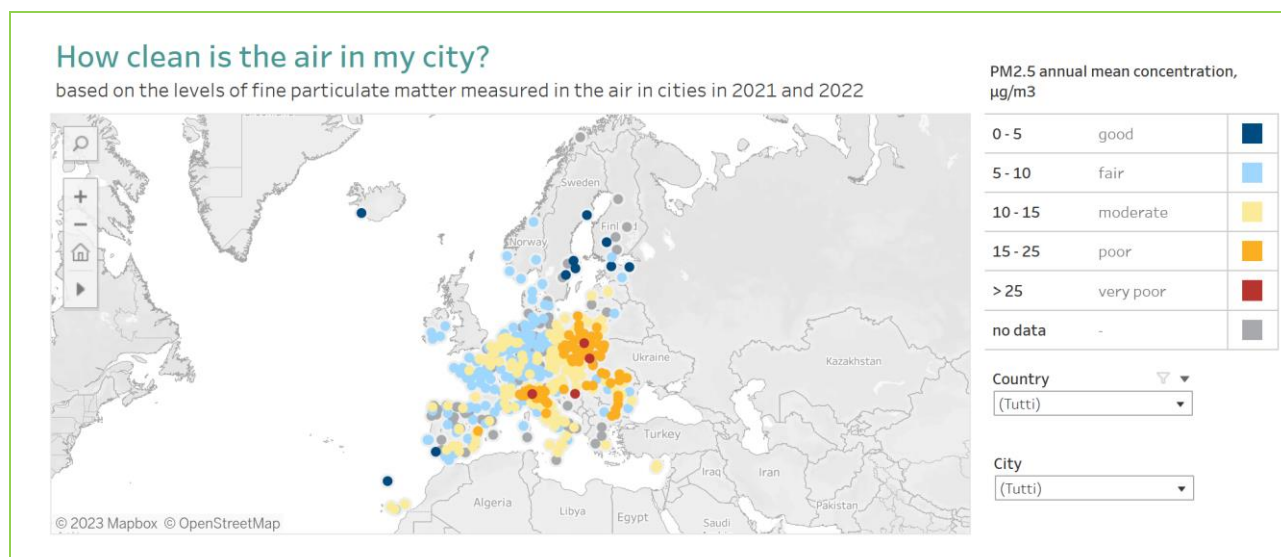 How clean is the air in my city?
based on the levels of fine particulate matter measured in the air in cities in 2021 and 2022
PM2.5 annual mean concentration,
µg/m3
0 - 5 good
5 - 10 fair
10 - 15 moderate
15 - 25 poor
> 25 very poor
no data -
Country
(Tutti)
City
(Tutti)
Sweden
Norway
Ukraine
Kazakhstan
Turkey
Iraq
Iran
Algeria
Libya
Egypt
Saudi
Pakistan
© 2023 Mapbox © OpenStreetMap